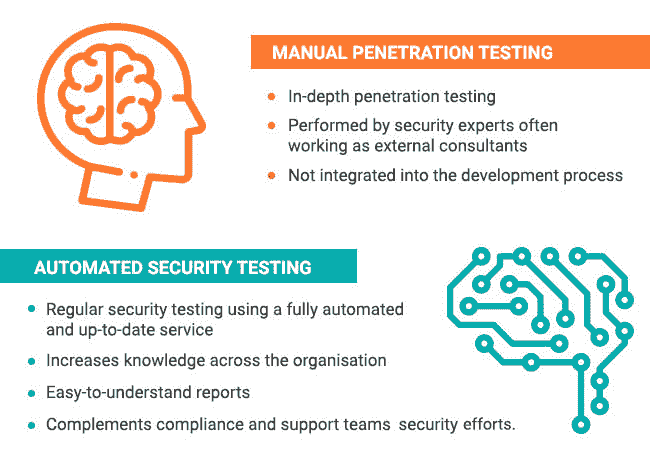 MANUAL PENETRATION TESTING
In-depth penetration testing
Performed by security experts often
working as external consultants
Not integrated into the development process
AUTOMATED SECURITY TESTING
Regular security testing using a fully automated
and up-to-date service
Increases knowledge across the organisation
Easy-to-understand reports
Complements compliance and support teams security efforts.